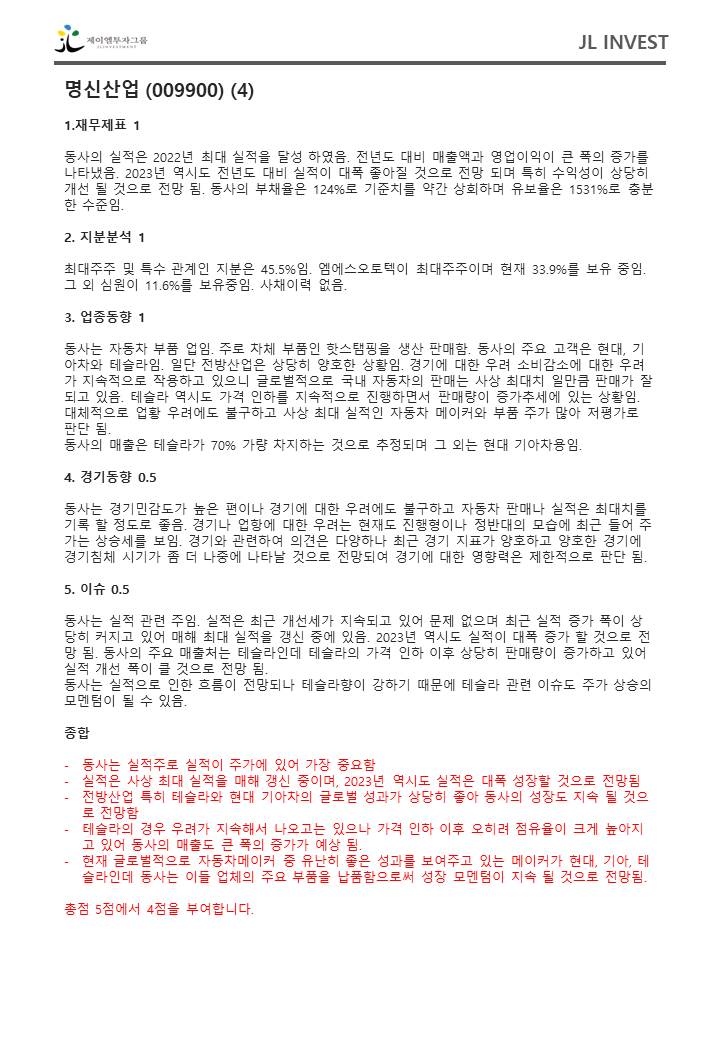 제이엘투자그룹
JLINVESTMENT
JL INVEST
명신산업 (009900) (4)
1.재무제표 1
동사의 실적은 2022년 최대 실적을 달성 하였음. 전년도 대비 매출액과 영업이익이 큰 폭의 증가를
나타냈음. 2023년 역시도 전년도 대비 실적이 대폭 좋아질 것으로 전망 되며 특히 수익성이 상당히
개선 될 것으로 전망 됨. 동사의 부채율은 124%로 기준치를 약간 상회하며 유보율은 1531%로 충분
한 수준임.
2. 지분분석 1
최대주주 및 특수 관계인 지분은 45.5%임. 엠에스오토텍이 최대주주이며 현재 33.9%를 보유 중임.
그 외 심원이 11.6%를 보유중임. 사채이력 없음.
3. 업종동향 1
동사는 자동차 부품 업임. 주로 차체 부품인 핫스탬핑을 생산 판매함. 동사의 주요 고객은 현대, 기
아차와 테슬라임. 일단 전방산업은 상당히 양호한 상황임. 경기에 대한 우려 소비감소에 대한 우려
가 지속적으로 작용하고 있으니 글로벌적으로 국내 자동차의 판매는 사상 최대치 일만큼 판매가 잘
되고 있음. 테슬라 역시도 가격 인하를 지속적으로 진행하면서 판매량이 증가추세에 있는 상황임.
대체적으로 업황 우려에도 불구하고 사상 최대 실적인 자동차 메이커와 부품 주가 많아 저평가로
판단 됨.
동사의 매출은 테슬라가 70% 가량 차지하는 것으로 추정되며 그 외는 현대 기아차용임.
4. 경기동향 0.5
동사는 경기민감도가 높은 편이나 경기에 대한 우려에도 불구하고 자동차 판매나 실적은 최대치를
기록 할 정도로 좋음. 경기나 업항에 대한 우려는 현재도 진행형이나 정반대의 모습에 최근 들어 주
가는 상승세를 보임. 경기와 관련하여 의견은 다양하나 최근 경기 지표가 양호하고 양호한 경기에
경기침체 시기가 좀 더 나중에 나타날 것으로 전망되여 경기에 대한 영향력은 제한적으로 판단 됨.
5. 이슈 0.5
동사는 실적 관련 주임. 실적은 최근 개선세가 지속되고 있어 문제 없으며 최근 실적 증가 폭이 상
당히 커지고 있어 매해 최대 실적을 갱신 중에 있음. 2023년 역시도 실적이 대폭 증가 할 것으로 전
망 됨. 동사의 주요 매출처는 테슬라인데 테슬라의 가격 인하 이후 상당히 판매량이 증가하고 있어
실적 개선 폭이 클 것으로 전망 됨.
동사는 실적으로 인한 흐름이 전망되나 테슬라향이 강하기 때문에 테슬라 관련 이슈도 주가 상승의
모멘텀이 될 수 있음.
종합
- 동사는 실적주로 실적이 주가에 있어 가장 중요함
- 실적은 사상 최대 실적을 매해 갱신 중이며, 2023년 역시도 실적은 대폭 성장할 것으로 전망됨
- 전방산업 특히 테슬라와 현대 기아자의 글로벌 성과가 상당히 좋아 동사의 성장도 지속 될 것으
로 전망함
- 테슬라의 경우 우려가 지속해서 나오고는 있으나 가격 인하 이후 오히려 점유율이 크게 높아지
고 있어 동사의 매출도 큰 폭의 증가가 예상 됨.
- 현재 글로벌적으로 자동차메이커 중 유난히 좋은 성과를 보여주고 있는 메이커가 현대, 기아, 테
슬라인데 동사는 이들 업체의 주요 부품을 납품함으로써 성장 모멘텀이 지속 될 것으로 전망됨.
총점 5점에서 4점을 부여합니다.